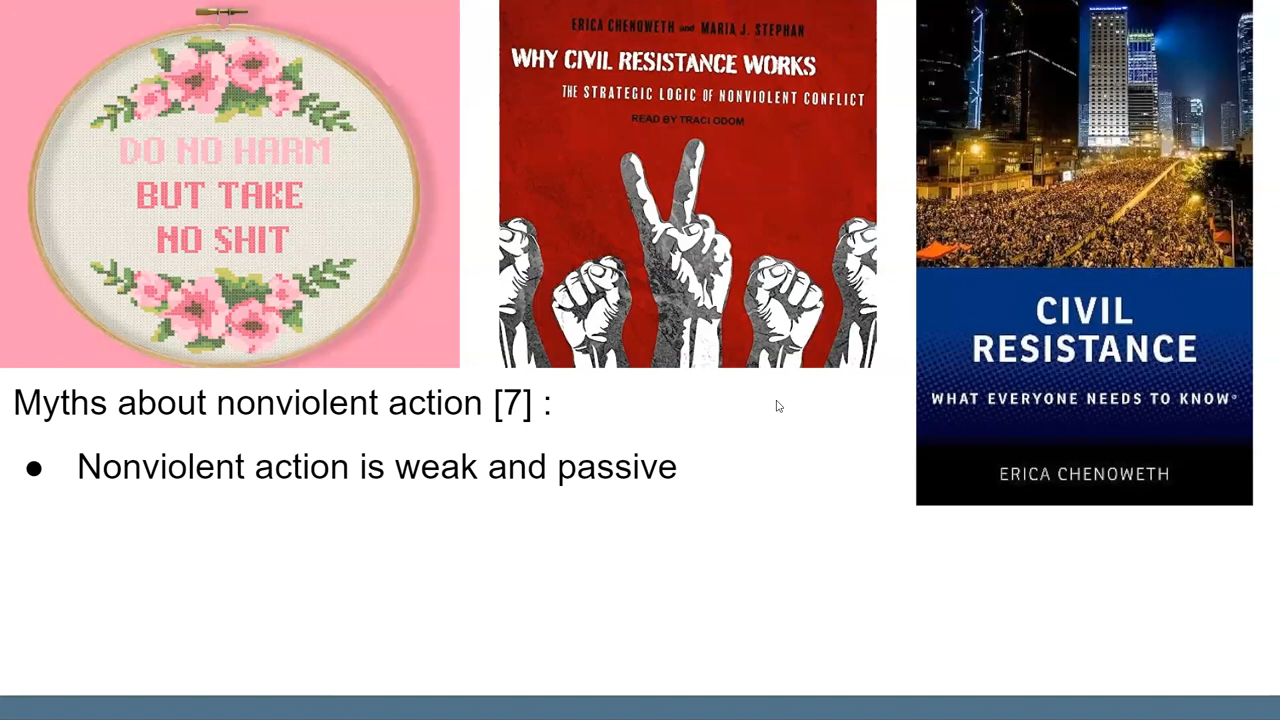 DO NO HARM
BUT TAKE
NO SHIT
ERICA CHENOWETH and MARIA J. STEPHAN
WHY CIVIL RESISTANCE WORKS
THE STRATEGIC LOGIC OF NONVIOLENT CONFLICT
READ BY TRACI ODOM
CIVIL
RESISTANCE
WHAT EVERYONE NEEDS TO KNOW®
ERICA CHENOWETH
Myths about nonviolent action [7] :
● Nonviolent action is weak and passive